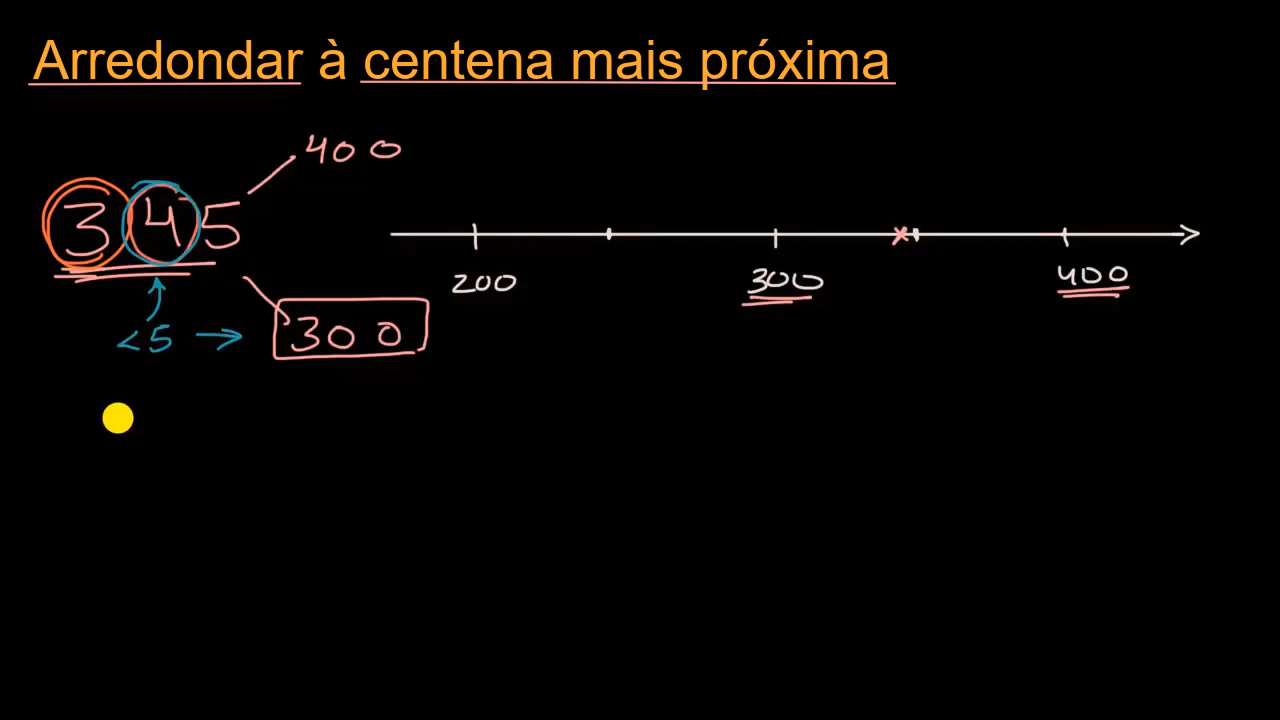 Arredondar à centena mais próxima
400
345
200 300 400
<5 → 300